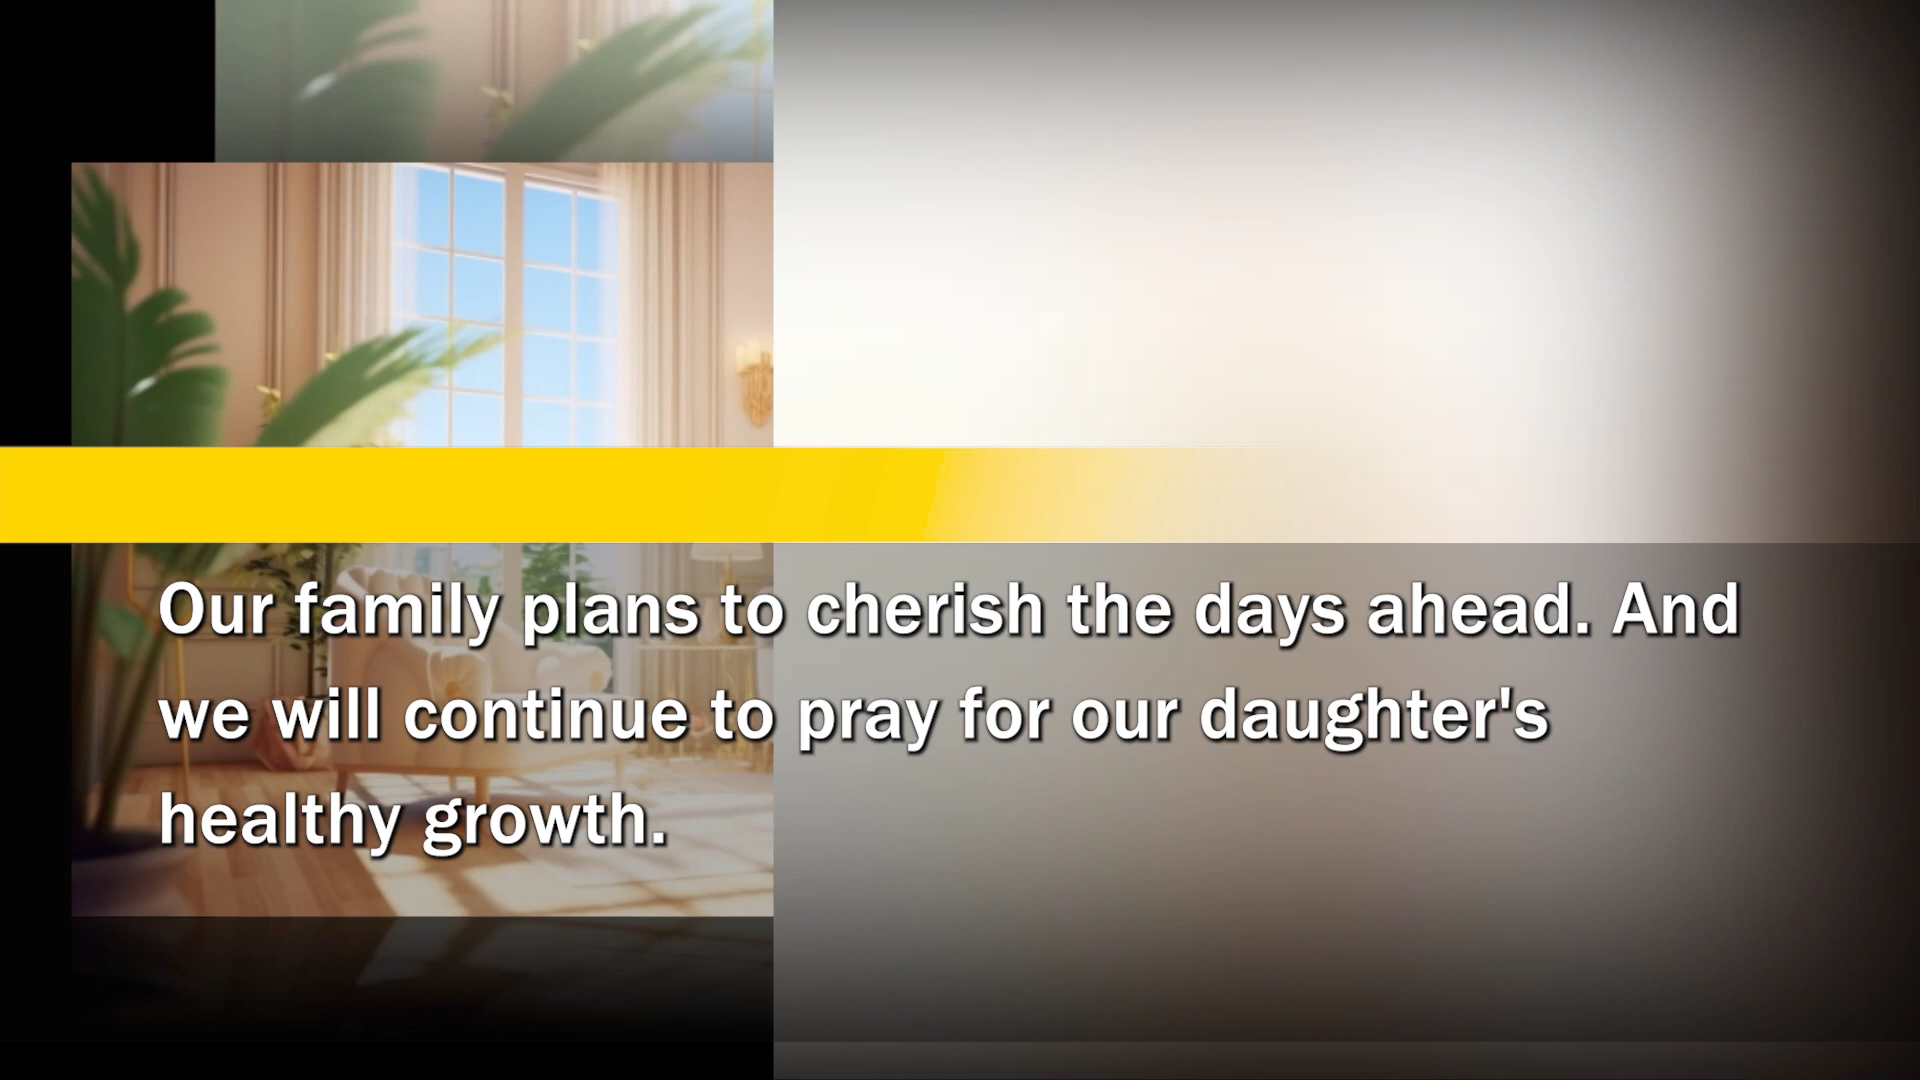 Our family plans to cherish the days ahead. And
we will continue to pray for our daughter's
healthy growth.